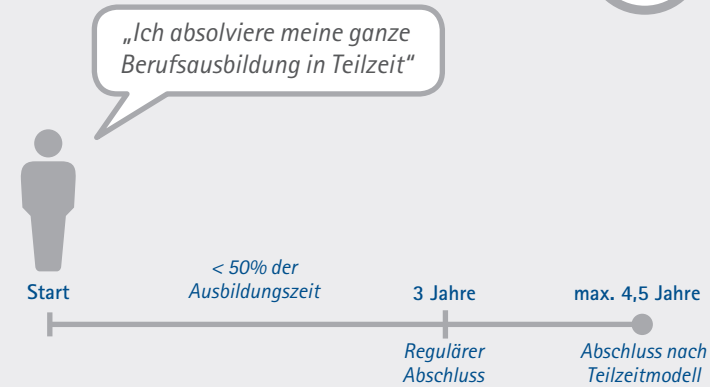 „Ich absolviere meine ganze
Berufsausbildung in Teilzeit“
< 50% der
Ausbildungszeit
Start
3 Jahre
max. 4,5 Jahre
Regulärer
Abschluss
Abschluss nach
Teilzeitmodell